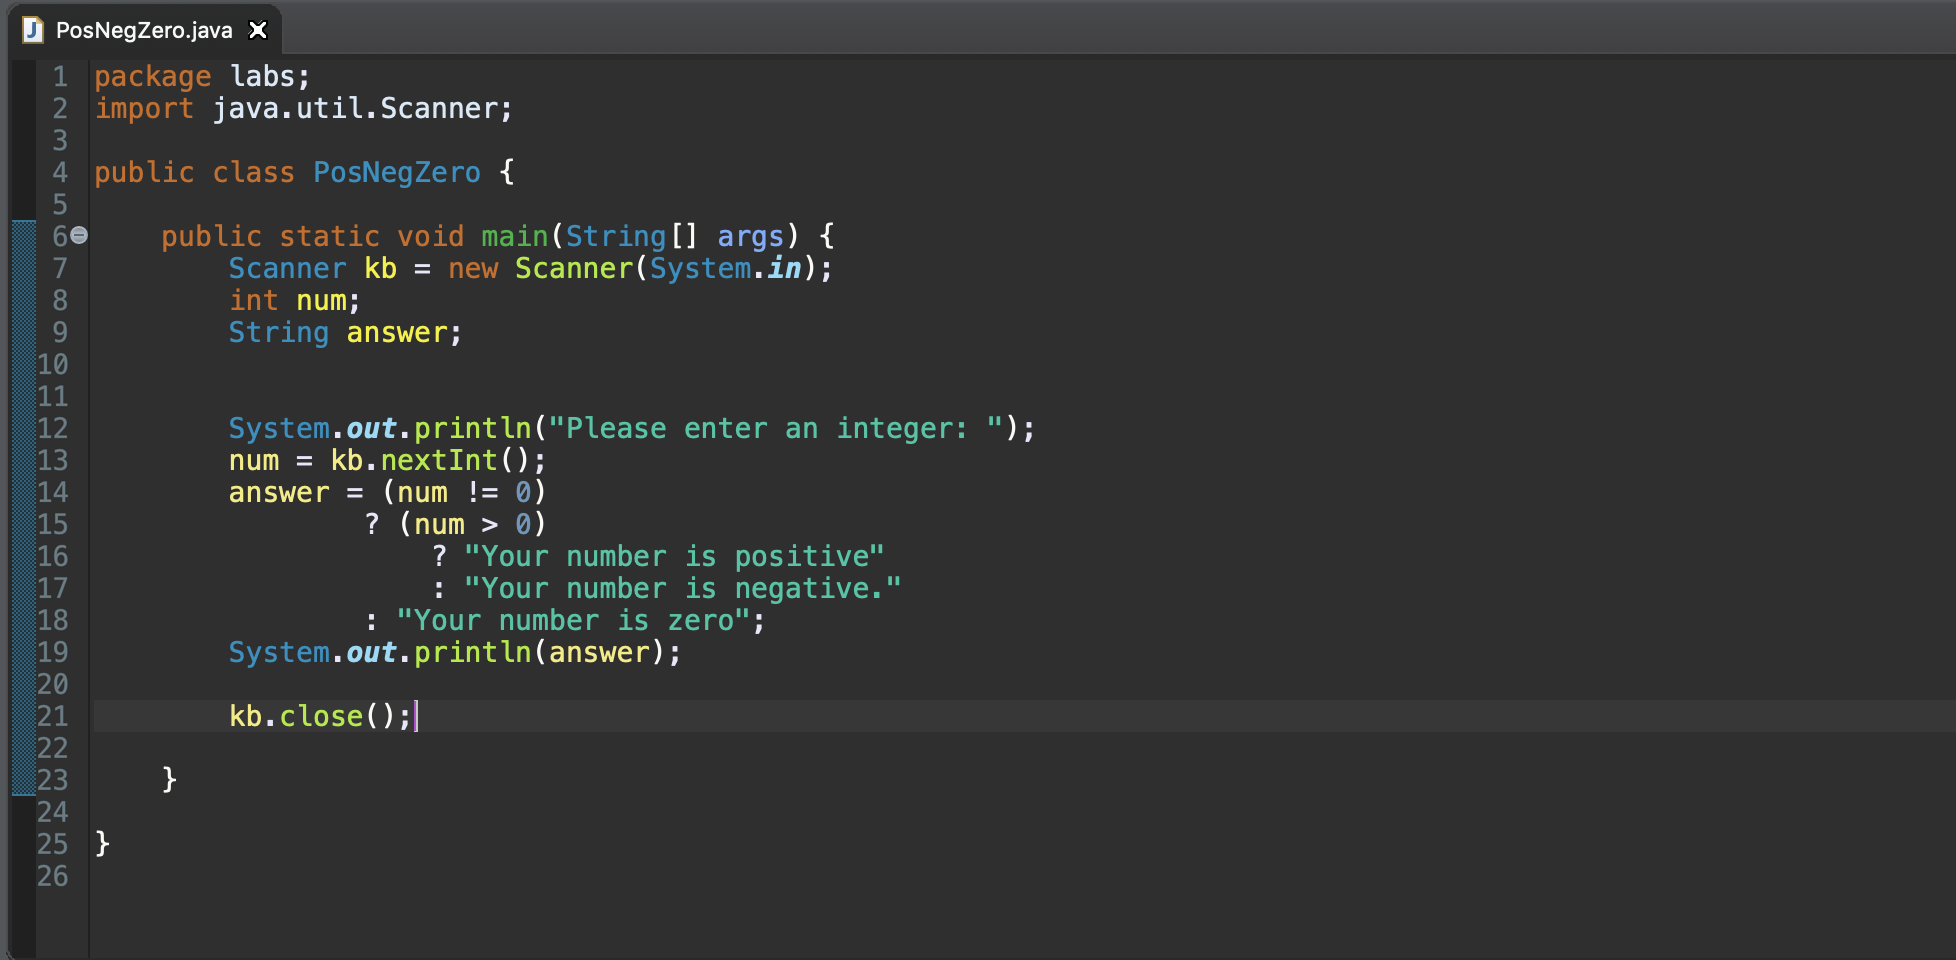 PosNegZero.java
1 package labs;
2 import java.util.Scanner;
3
4 public class PosNegZero {
5
6 public static void main(String[] args) {
7 Scanner kb = new Scanner(System.in);
8 int num;
9 String answer;
10
11
12 System.out.println("Please enter an integer: ");
13 num = kb.nextInt();
14 answer = (num != 0)
15 ? (num > 0)
16 ? "Your number is positive"
17 : "Your number is negative."
18 : "Your number is zero";
19 System.out.println(answer);
20
21 kb.close();
22
23 }
24
25 }
26